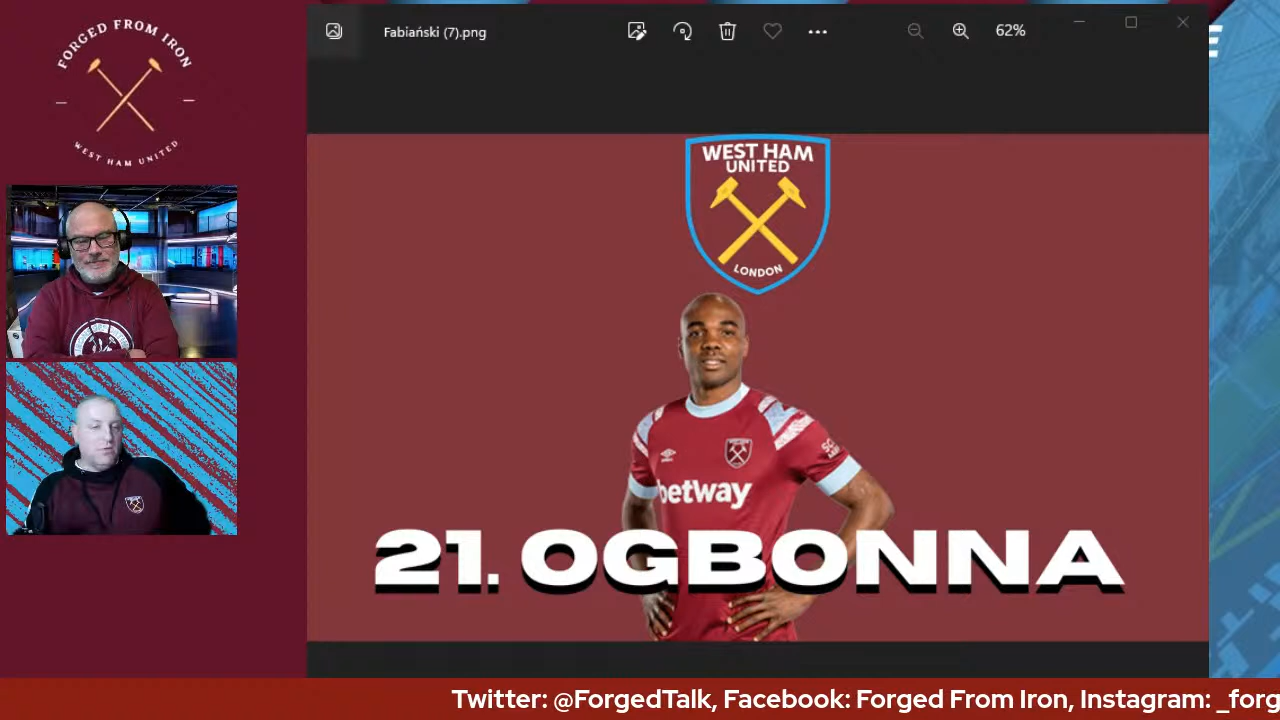 FORGED FROM IRON
WEST HAM UNITED
Fabiański (7).png
62%
WEST HAM
UNITED
LONDON
betway
21. OGBONNA
Twitter: @ForgedTalk, Facebook: Forged From Iron, Instagram: _forg